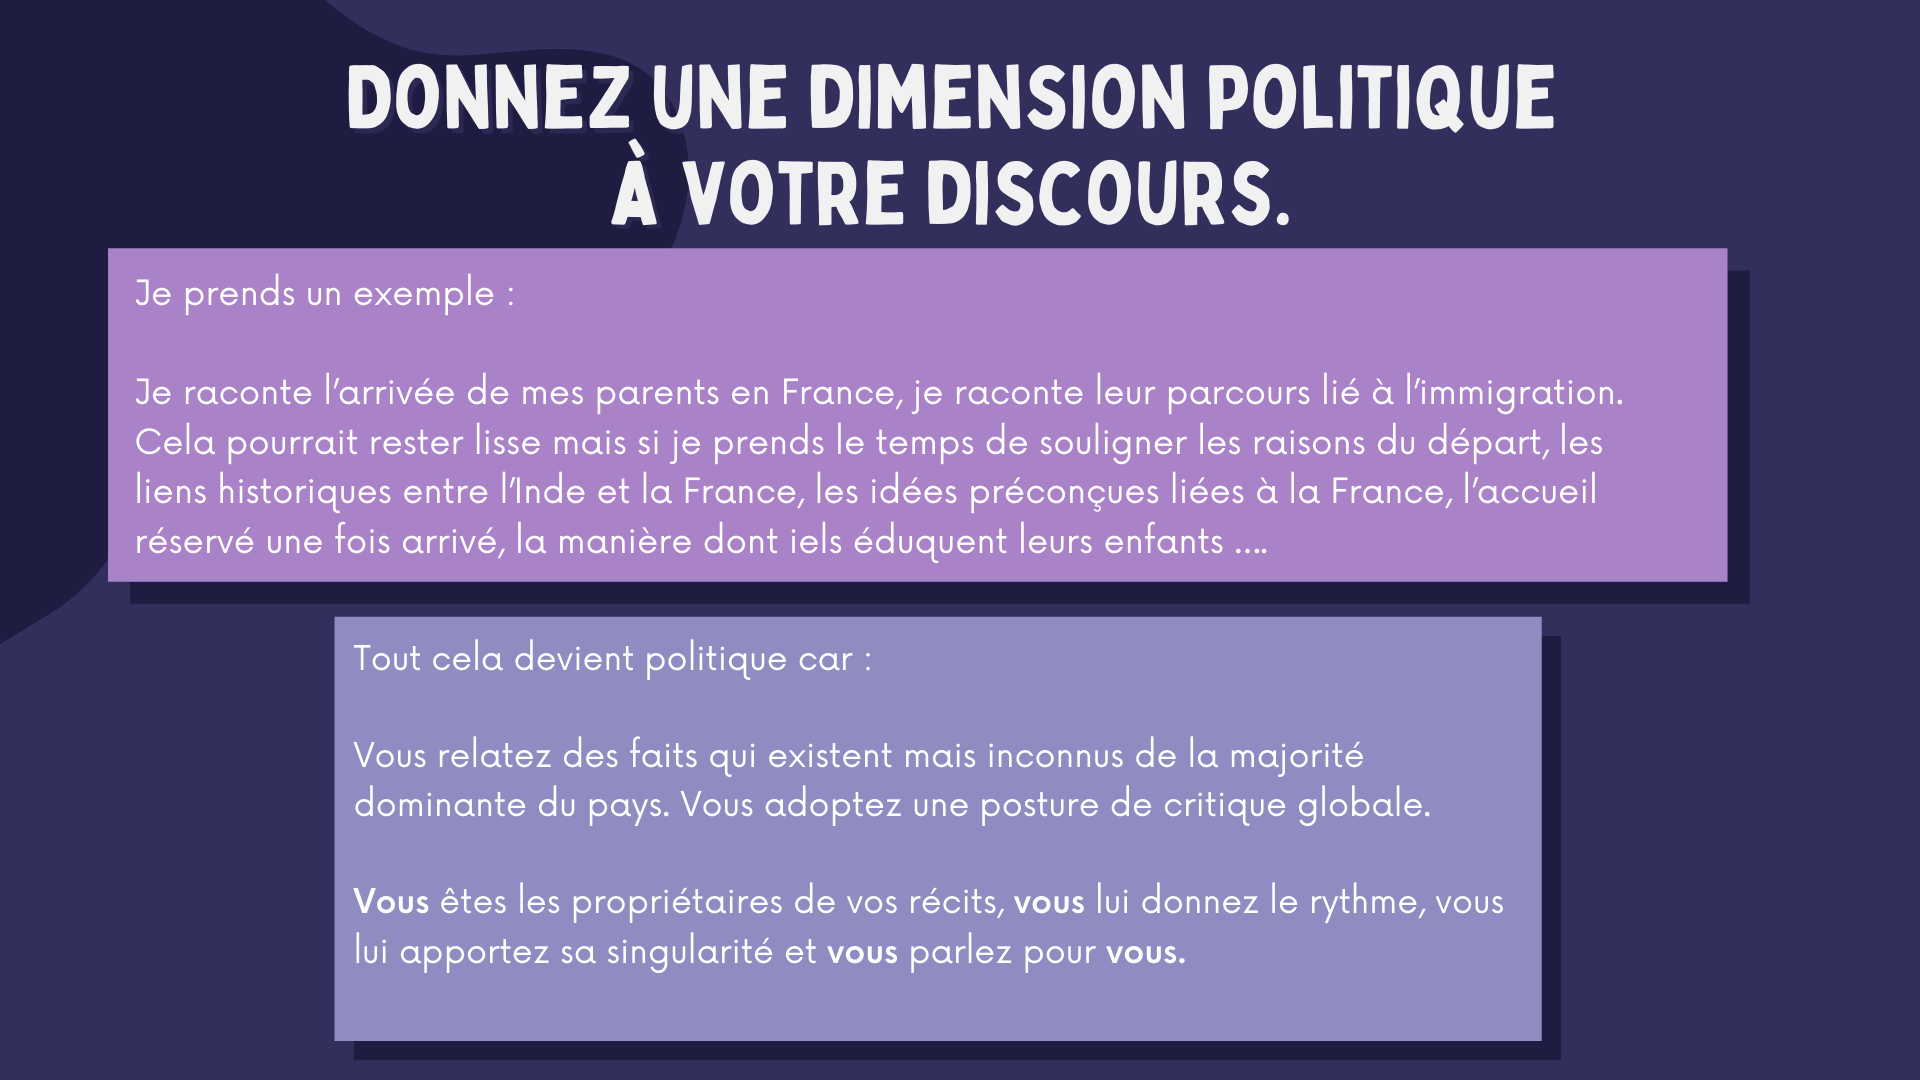 DONNEZ UNE DIMENSION POLITIQUE
À VOTRE DISCOURS.
Je prends un exemple :
Je raconte l’arrivée de mes parents en France, je raconte leur parcours lié à l’immigration.
Cela pourrait rester lisse mais si je prends le temps de souligner les raisons du départ, les
liens historiques entre l’Inde et la France, les idées préconçues liées à la France, l’accueil
réservé une fois arrivé, la manière dont iels éduquent leurs enfants ....
Tout cela devient politique car :
Vous relatez des faits qui existent mais inconnus de la majorité
dominante du pays. Vous adoptez une posture de critique globale.
Vous êtes les propriétaires de vos récits, vous lui donnez le rythme, vous
lui apportez sa singularité et vous parlez pour vous.